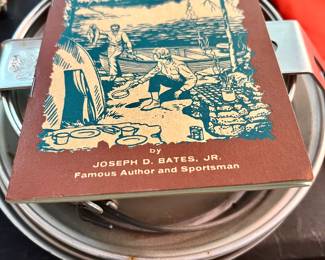 by
JOSEPH D. BATES, JR.
Famous Author and Sportsman